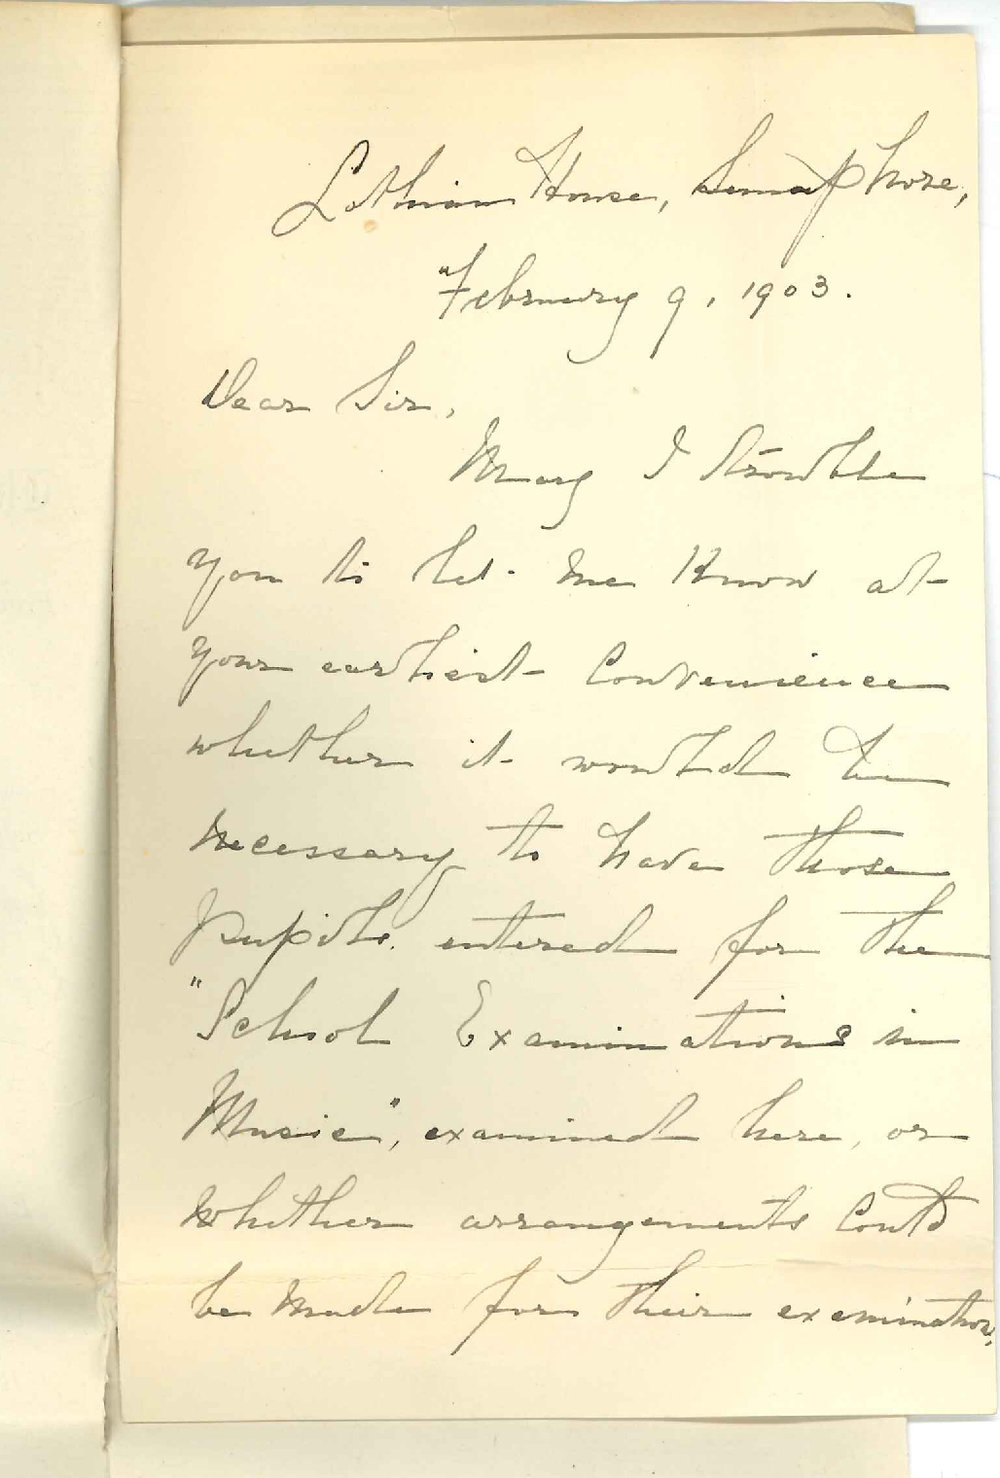 Lothian House, Semaphore,
February 9, 1903.
Dear Sir,
May I trouble
you to let me know at
your earliest convenience
whether it would be
necessary to have those
pupils entered for the
"School Examinations in
Music", examined here, or
whether arrangements could
be made for their examination,